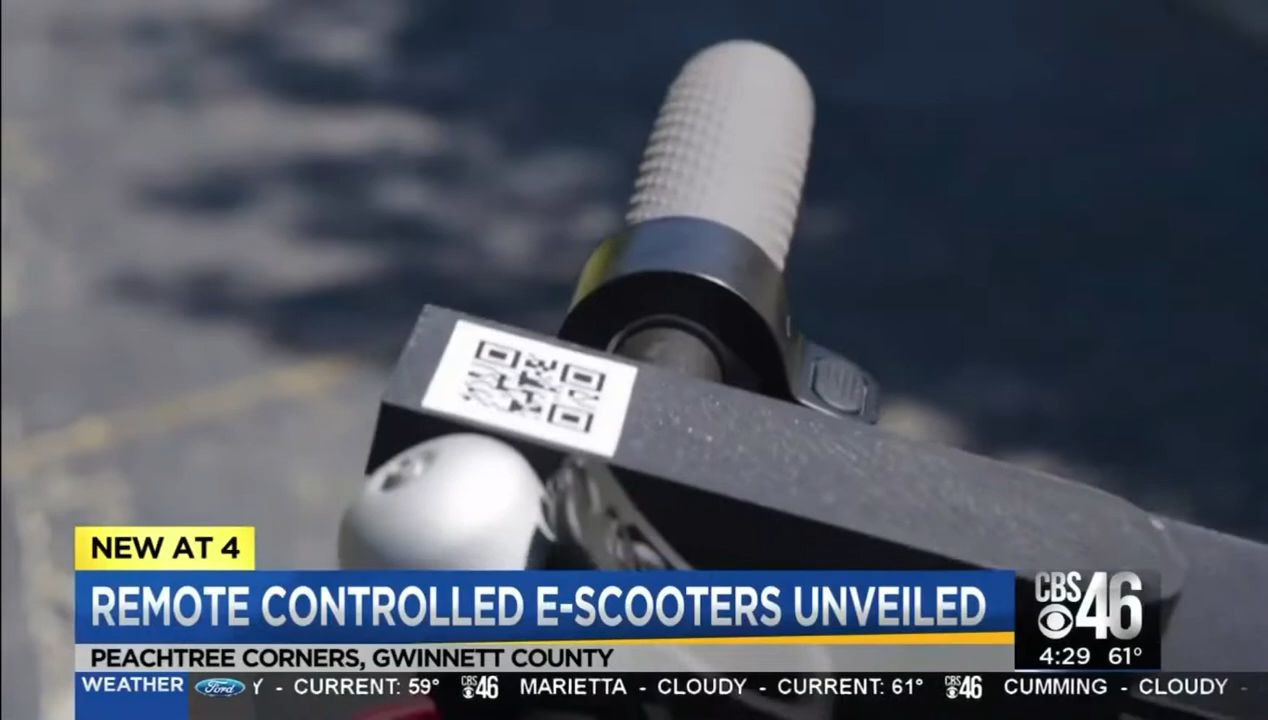 NEW AT 4
REMOTE CONTROLLED E-SCOOTERS UNVEILED
PEACHTREE CORNERS, GWINNETT COUNTY
CBS 46
4:29 61°
WEATHER Ford Y - CURRENT: 59° CBS 46 MARIETTA - CLOUDY - CURRENT: 61° CBS 46 CUMMING - CLOUDY -